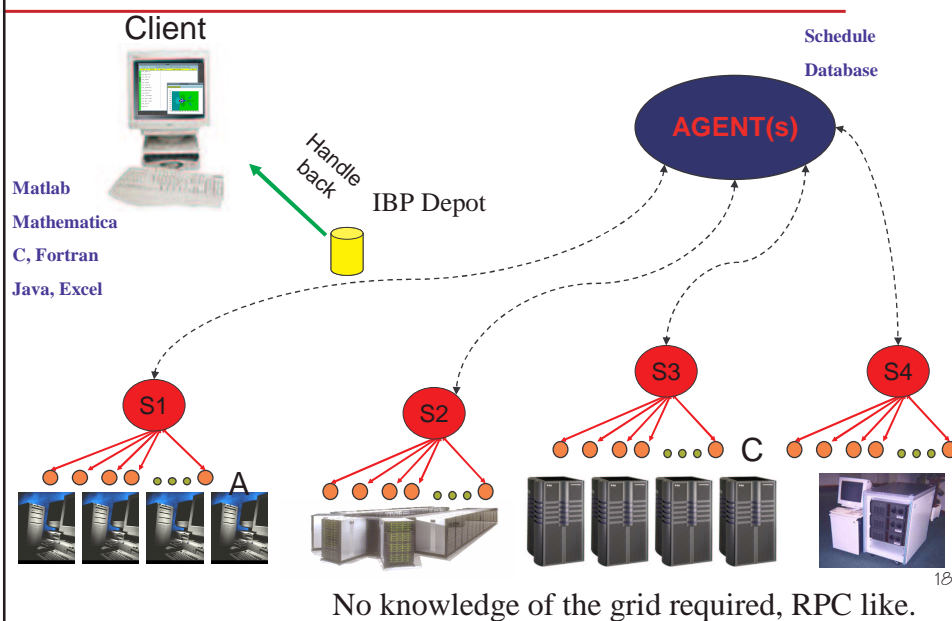 Client
Schedule
Database
AGENT(s)
Handle
back
IBP Depot
Matlab
Mathematica
C, Fortran
Java, Excel
S1
S2
S3
S4
A
C
18
No knowledge of the grid required, RPC like.